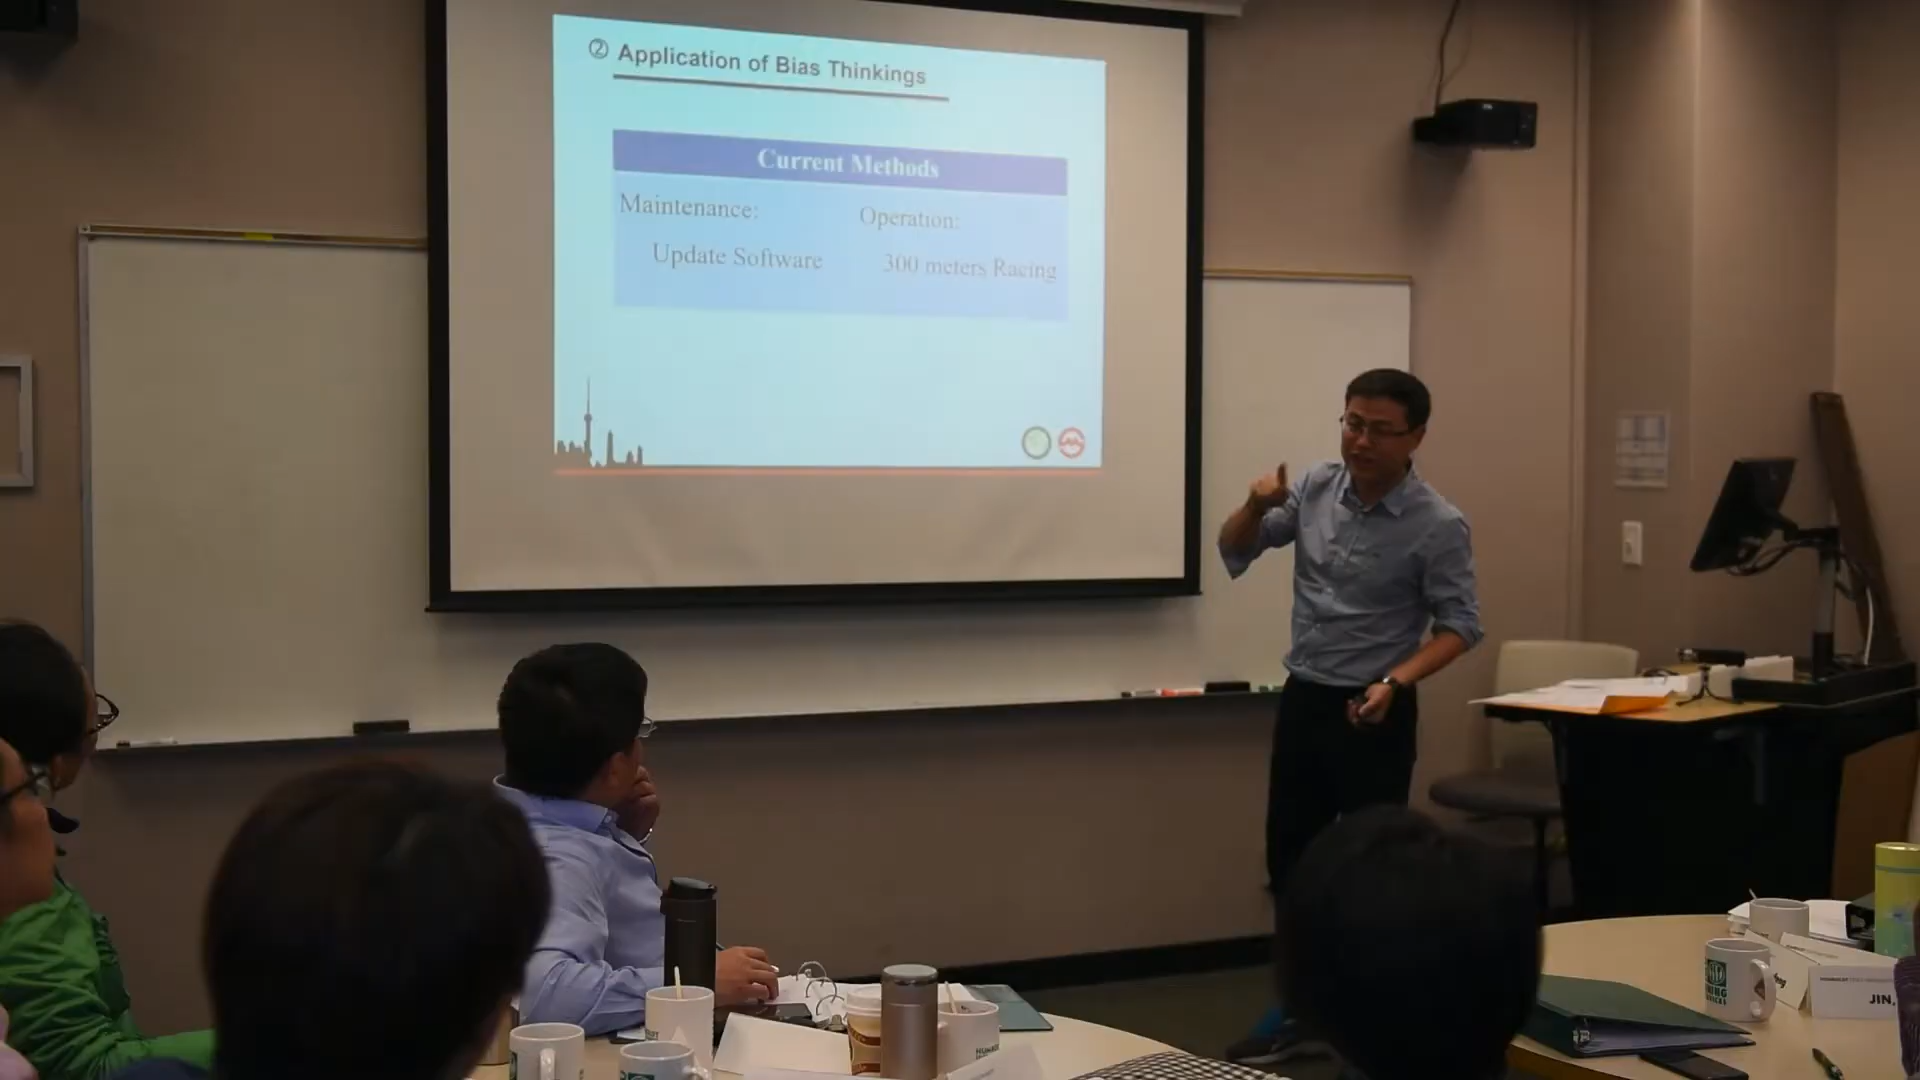 ② Application of Bias Thinkings
Current Methods
Maintenance:
Operation:
Update Software
300 meters Racing
JIN,